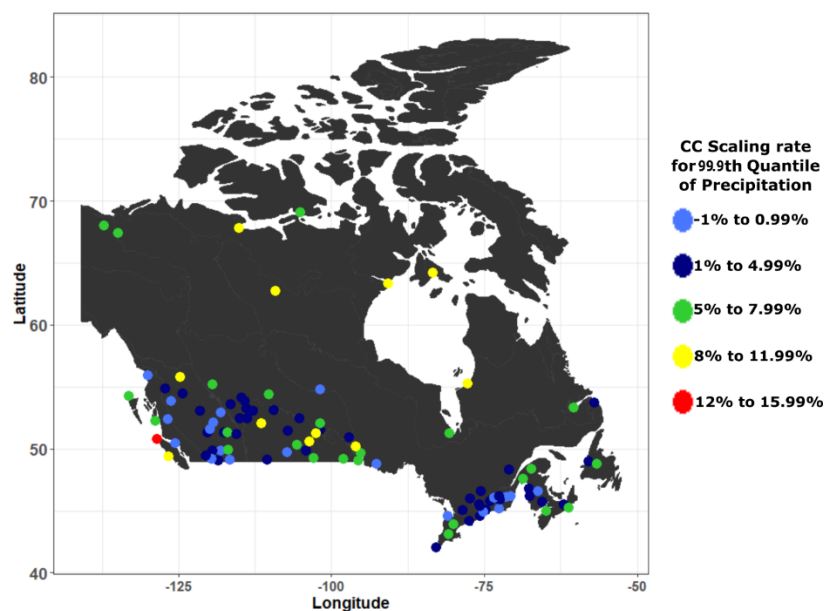 80
70
60
50
40
Latitude
-125
-100
-75
-50
Longitude
CC Scaling rate
for 99.9th Quantile
of Precipitation
-1% to 0.99%
1% to 4.99%
5% to 7.99%
8% to 11.99%
12% to 15.99%